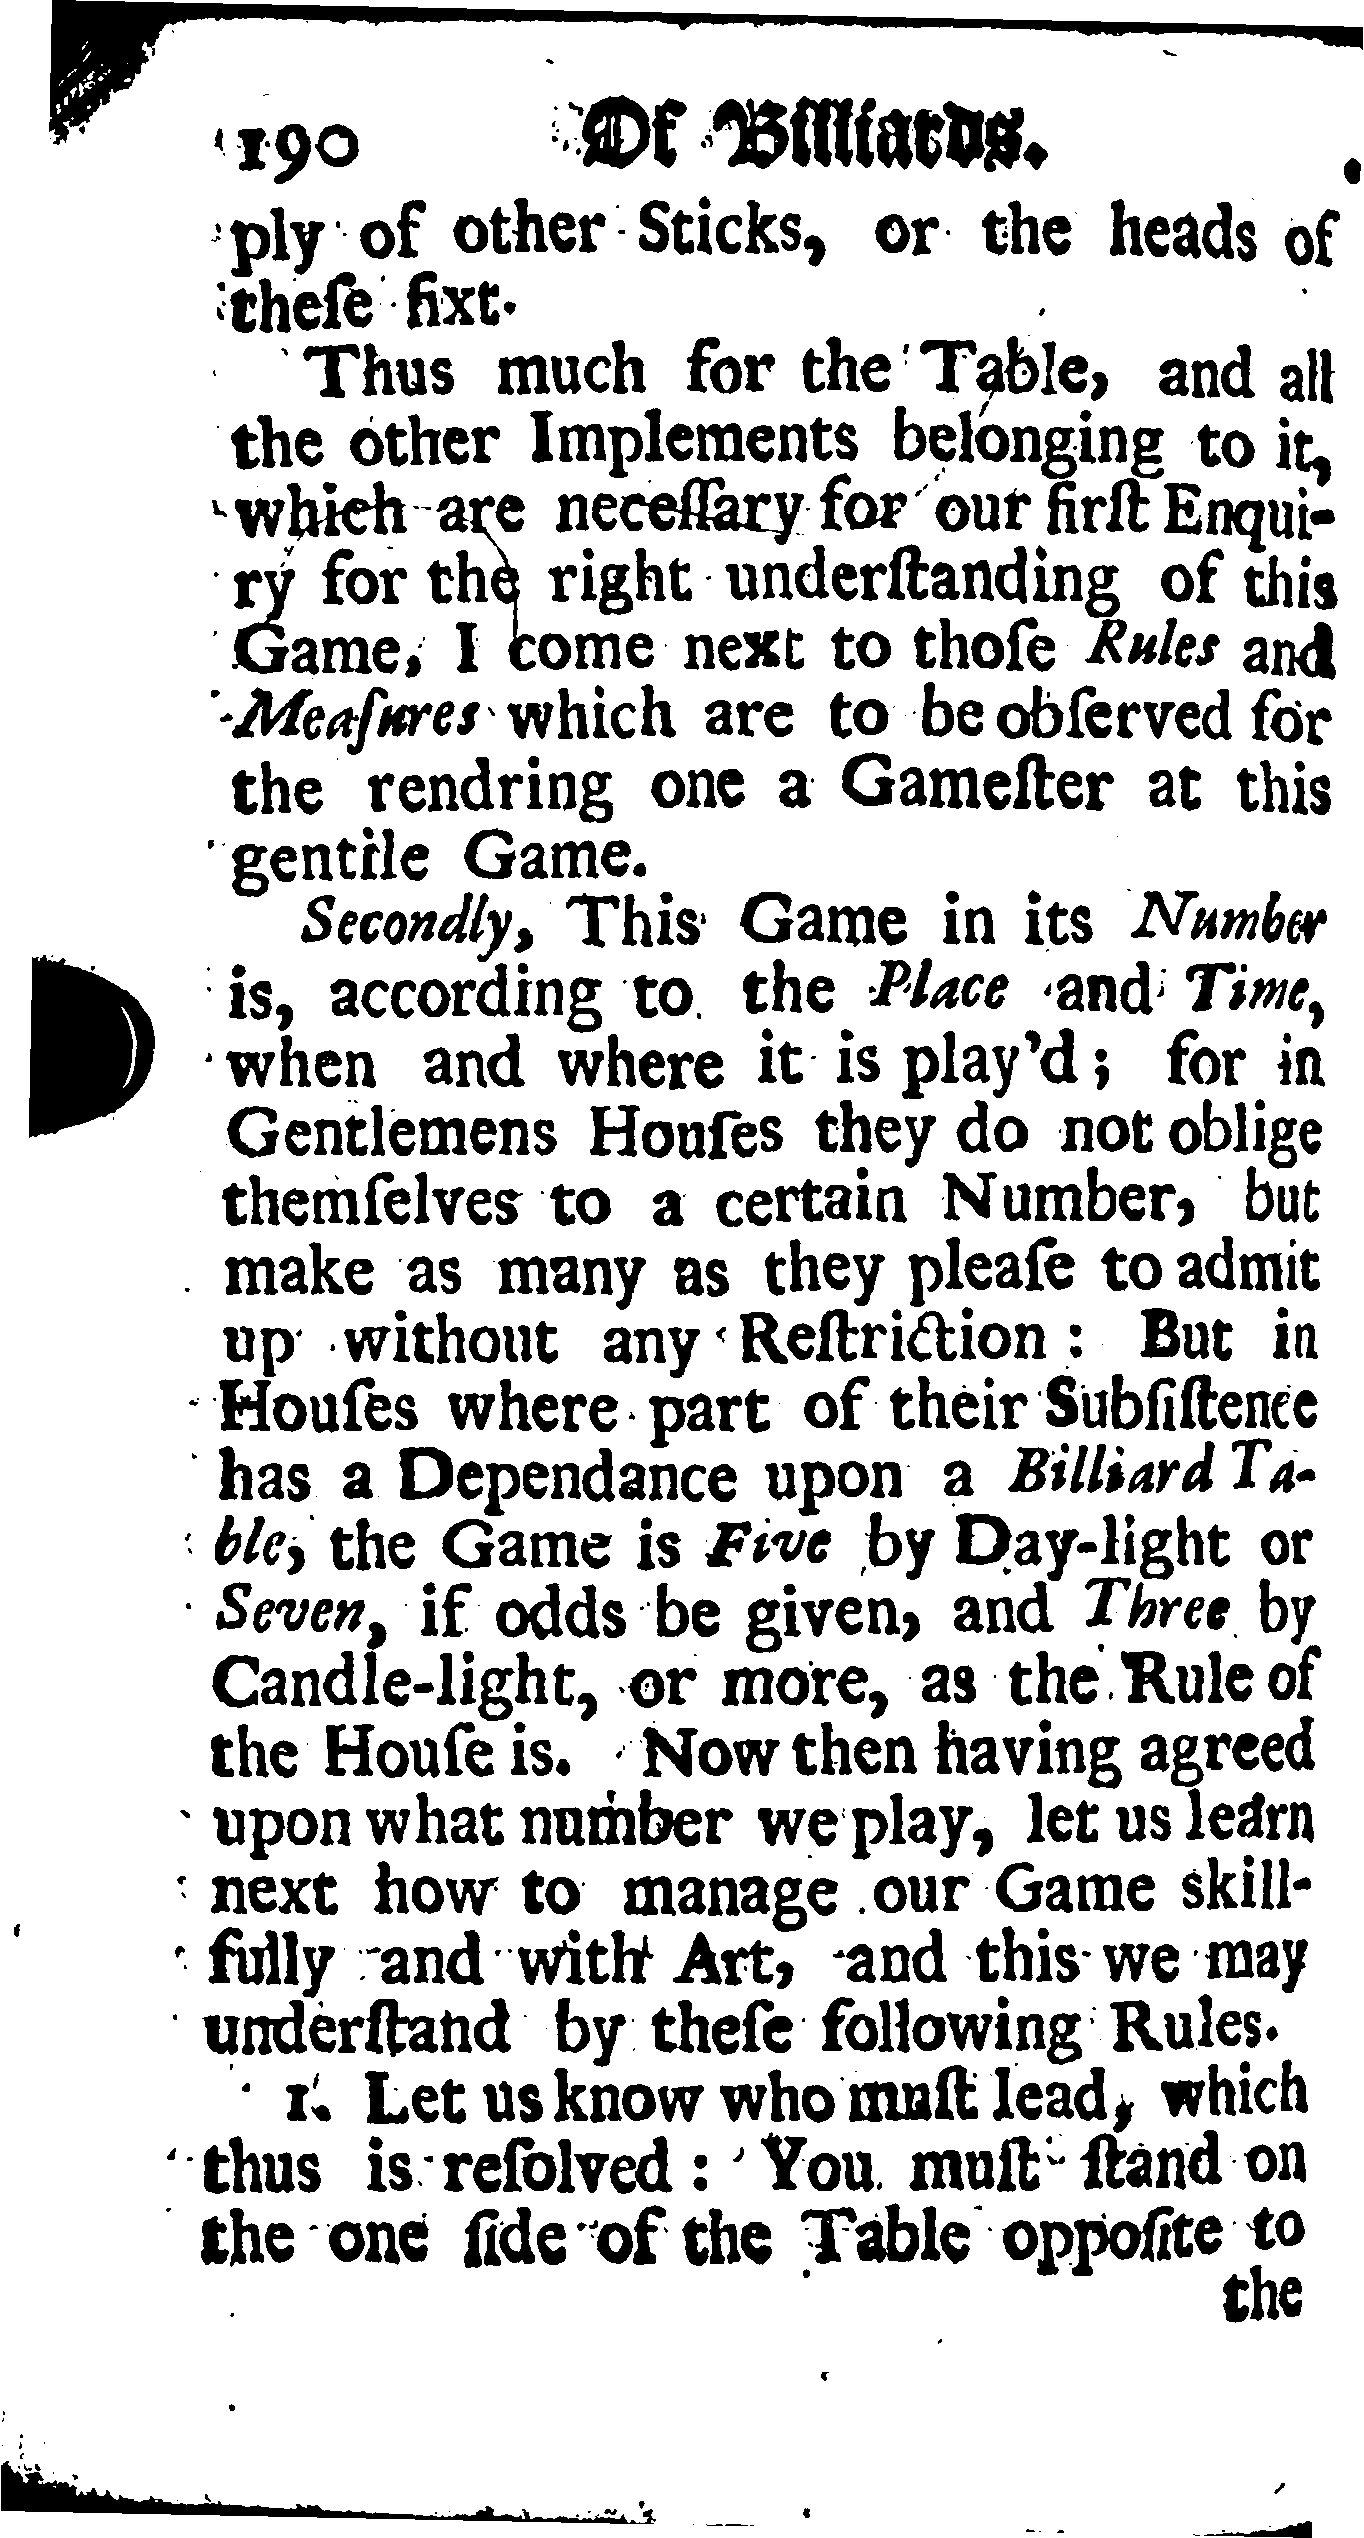 190 Of Billiards.
ply of other Sticks, or the heads of
theſe fixt.
Thus much for the Table, and all
the other Implements belonging to it,
which are neceſſary for our firſt Enqui-
ry for the right underſtanding of this
Game, I come next to thoſe Rules and
Meaſures which are to be obſerved for
the rendring one a Gameſter at this
gentile Game.
Secondly, This Game in its Number
is, according to the Place and Time,
when and where it is play'd; for in
Gentlemens Houſes they do not oblige
themſelves to a certain Number, but
make as many as they pleaſe to admit
up without any Reſtriction: But in
Houſes where part of their Subſiſtence
has a Dependance upon a Billiard Ta-
ble, the Game is Five by Day-light or
Seven, if odds be given, and Three by
Candle-light, or more, as the Rule of
the Houſe is. Now then having agreed
upon what number we play, let us learn
next how to manage our Game skill-
fully and with Art, and this we may
underſtand by theſe following Rules.
1. Let us know who muſt lead, which
thus is reſolved: You muſt ſtand on
the one ſide of the Table oppoſite to
the